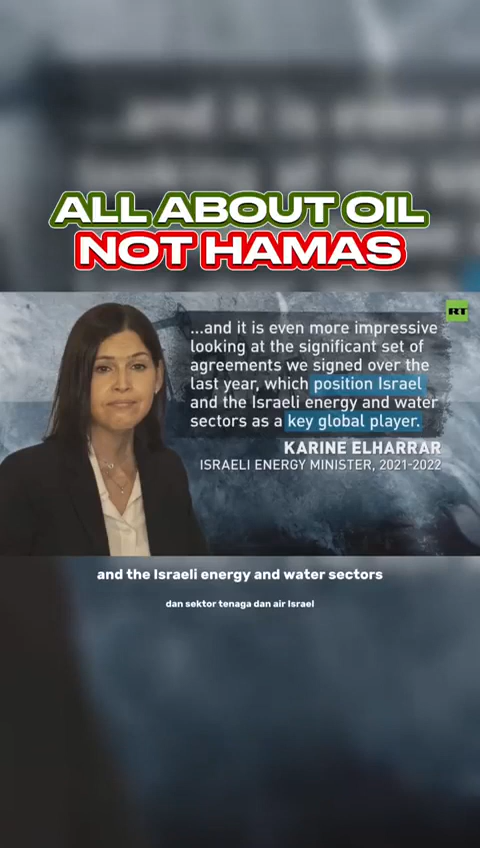 ALL ABOUT OIL
NOT HAMAS
RT
...and it is even more impressive
looking at the significant set of
agreements we signed over the
last year, which position Israel
and the Israeli energy and water
sectors as a key global player.
KARINE ELHARRAR
ISRAELI ENERGY MINISTER, 2021-2022
and the Israeli energy and water sectors
dan sektor tenaga dan air Israel